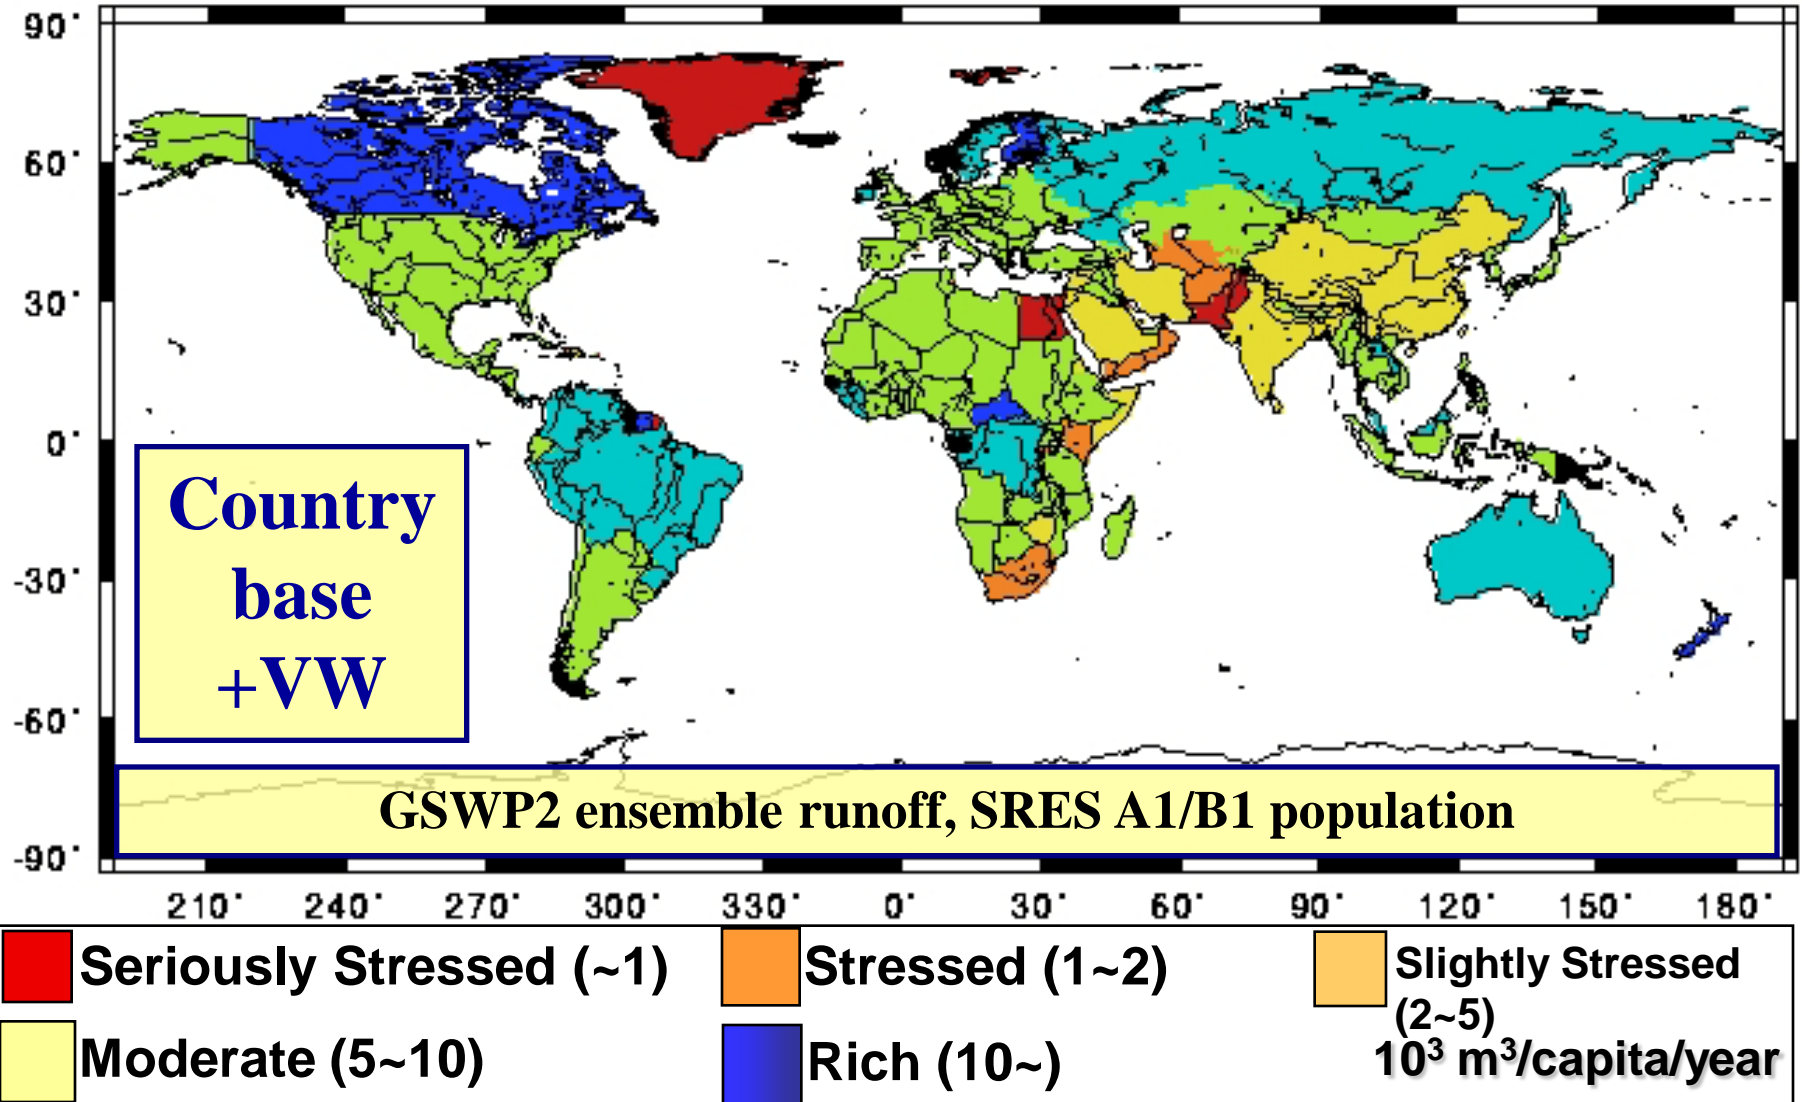 90°
60°
30°
0°
-30°
-60°
-90°
Country
base
+VW
GSWP2 ensemble runoff, SRES A1/B1 population
210° 240° 270° 300° 330° 0° 30° 60° 90° 120° 150° 180°
Seriously Stressed (~1)
Stressed (1~2)
Slightly Stressed
(2~5)
Moderate (5~10)
Rich (10~)
10³ m³/capita/year